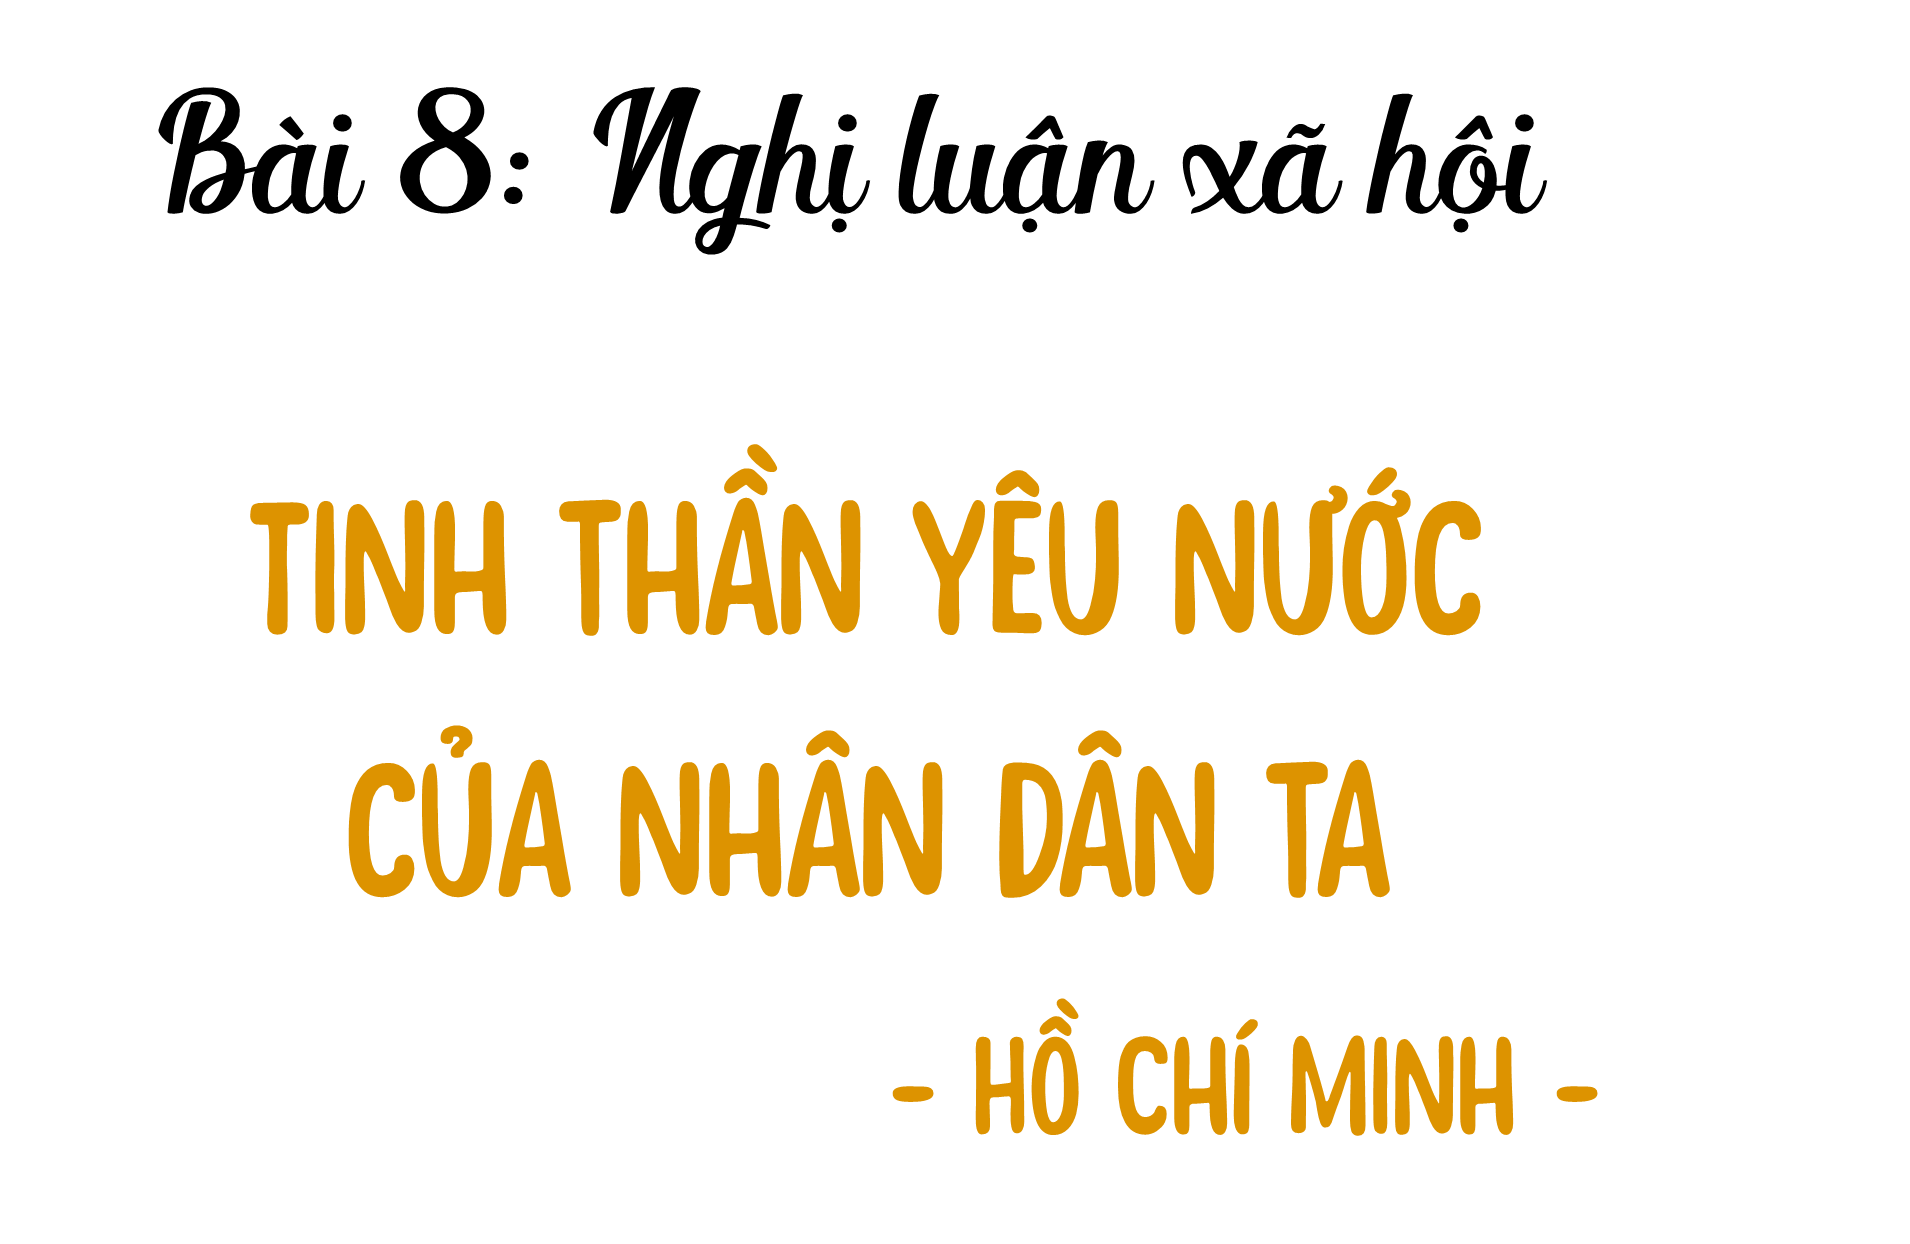 Bài 8: Nghị luận xã hội
TINH THẦN YÊU NƯỚC
CỦA NHÂN DÂN TA
- HỒ CHÍ MINH -